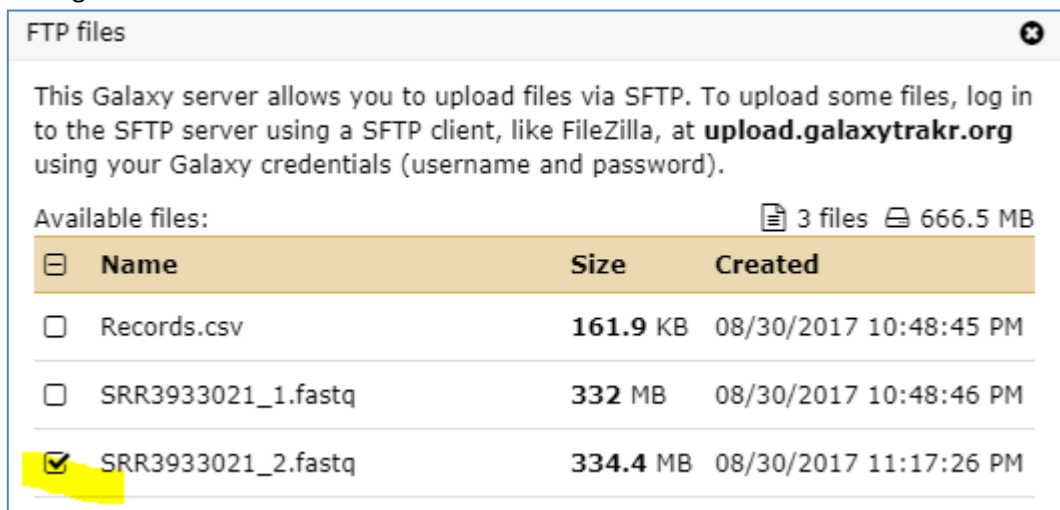 FTP files
This Galaxy server allows you to upload files via SFTP. To upload some files, log in
to the SFTP server using a SFTP client, like FileZilla, at upload.galaxytrakr.org
using your Galaxy credentials (username and password).
Available files: 3 files 666.5 MB
Name Size Created
Records.csv 161.9 KB 08/30/2017 10:48:45 PM
SRR3933021_1.fastq 332 MB 08/30/2017 10:48:46 PM
SRR3933021_2.fastq 334.4 MB 08/30/2017 11:17:26 PM